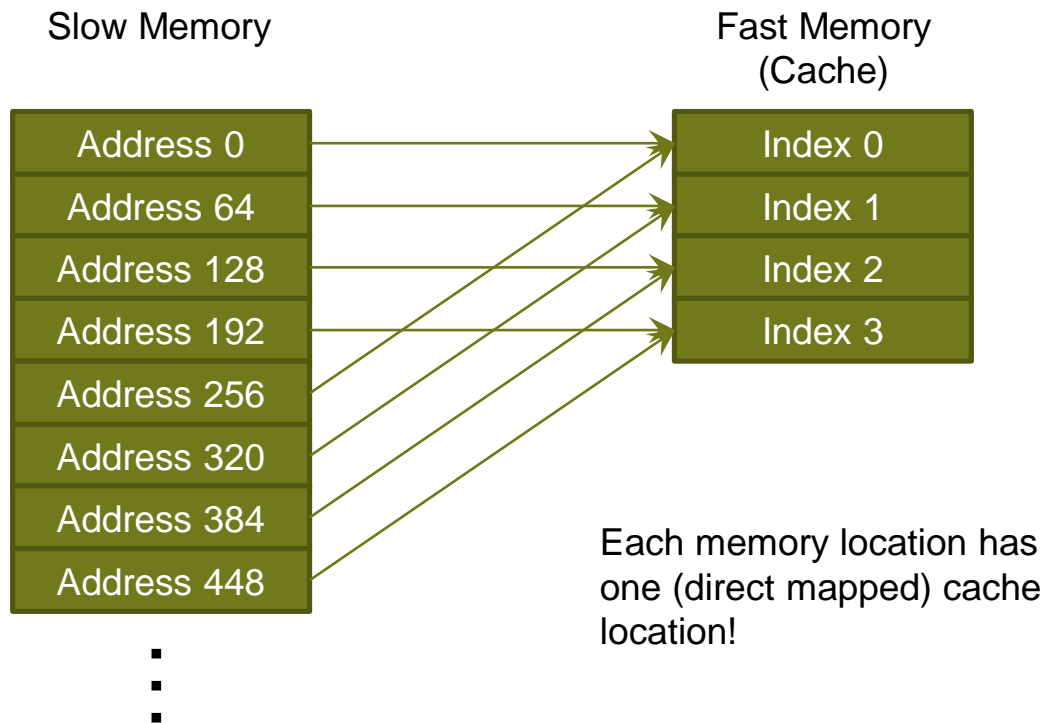 Slow Memory
Address 0
Address 64
Address 128
Address 192
Address 256
Address 320
Address 384
Address 448
Fast Memory
(Cache)
Index 0
Index 1
Index 2
Index 3
Each memory location has
one (direct mapped) cache
location!